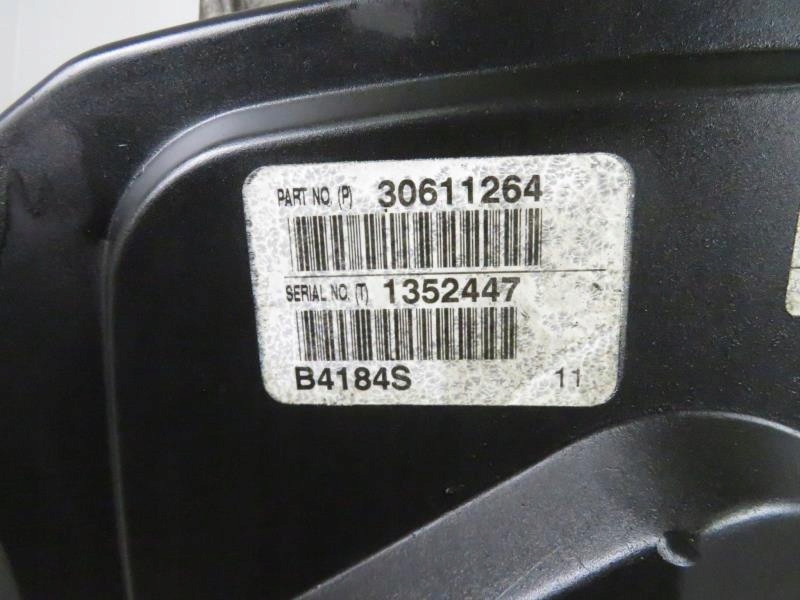 PART NO. (P) 30611264
SERIAL NO. (T) 1352447
B4184S 11